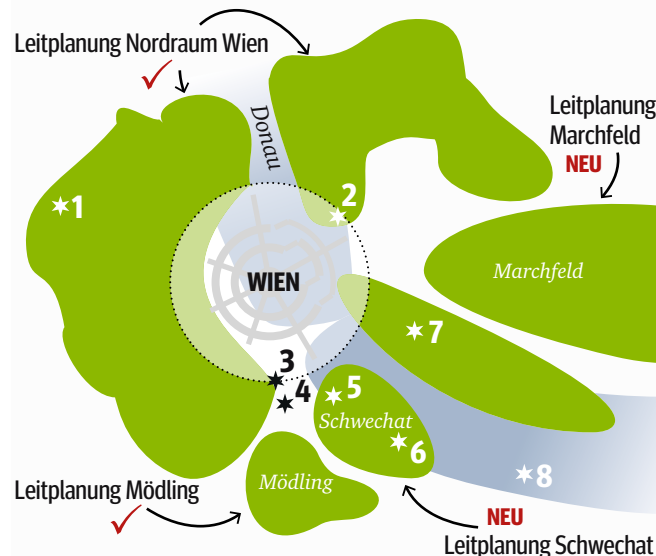 Leitplanung Nordraum Wien
Donau
Leitplanung
Marchfeld
NEU
1
2
Marchfeld
WIEN
7
3
4
5
Schwechat
6
8
Mödling
Leitplanung Mödling
NEU
Leitplanung Schwechat